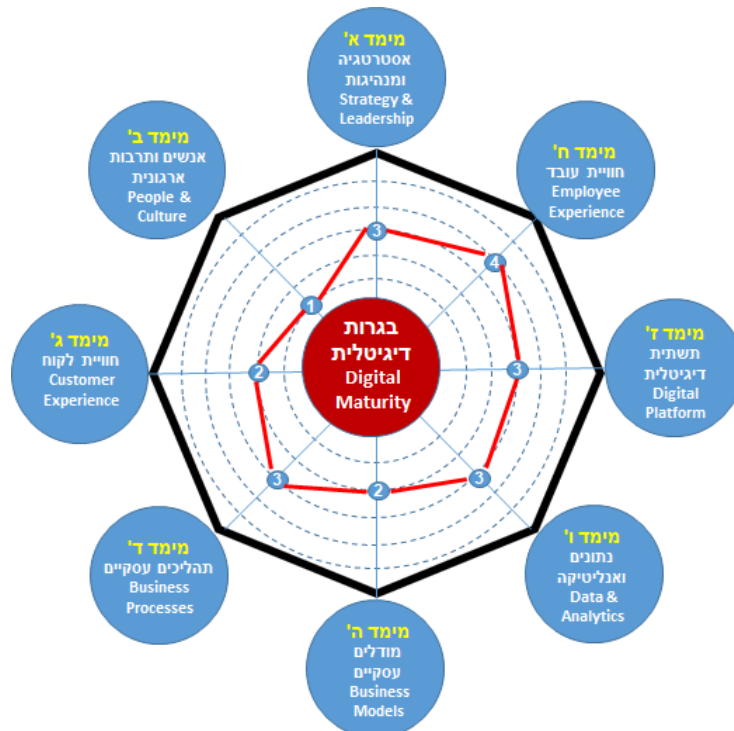 מימד א'
אסטרטגיה
ומנהיגות
Strategy &
Leadership
מימד ב'
אנשים ותרבות
ארגונית
People &
Culture
מימד ח'
חוויית עובד
Employee
Experience
3
4
1
בגרות
דיגיטלית
Digital
Maturity
מימד ג'
חוויית לקוח
Customer
Experience
2
3
מימד ז'
תשתית
דיגיטלית
Digital
Platform
3
2
3
מימד ד'
תהליכים עסקיים
Business
Processes
מימד ו'
נתונים
ואנליטיקה
Data &
Analytics
מימד ה'
מודלים
עסקיים
Business
Models